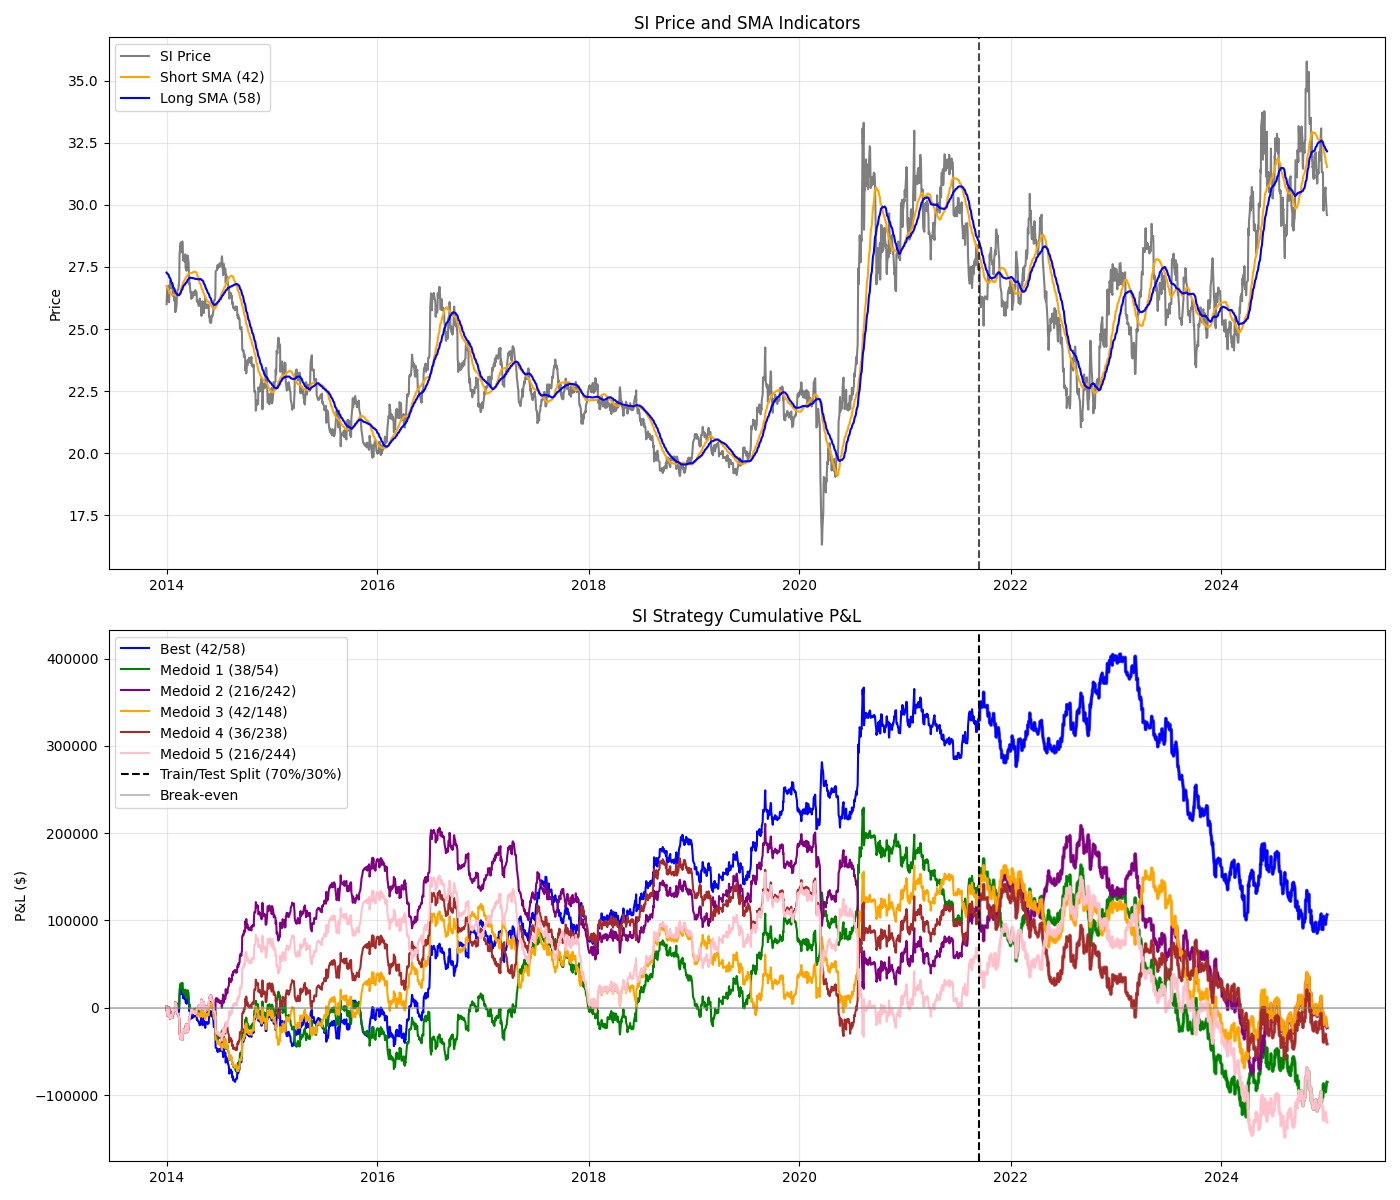 SI Price and SMA Indicators
SI Price
Short SMA (42)
Long SMA (58)
Price
35.0
32.5
30.0
27.5
25.0
22.5
20.0
17.5
2014 2016 2018 2020 2022 2024
SI Strategy Cumulative P&L
Best (42/58)
Medoid 1 (38/54)
Medoid 2 (216/242)
Medoid 3 (42/148)
Medoid 4 (36/238)
Medoid 5 (216/244)
Train/Test Split (70%/30%)
Break-even
P&L ($)
400000
300000
200000
100000
0
−100000
2014 2016 2018 2020 2022 2024